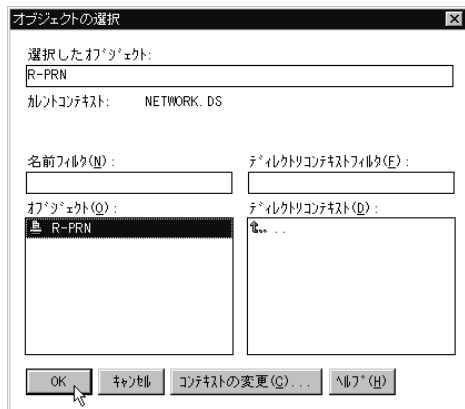 オブジェクトの選択
選択したｵﾌﾞｼﾞｪｸﾄ:
R-PRN
ｶﾚﾝﾄｺﾝﾃｷｽﾄ: NETWORK.DS
名前ﾌｨﾙﾀ(N): ﾃﾞｨﾚｸﾄﾘｺﾝﾃｷｽﾄﾌｨﾙﾀ(F):
ｵﾌﾞｼﾞｪｸﾄ(O): ﾃﾞｨﾚｸﾄﾘｺﾝﾃｷｽﾄ(D):
R-PRN ..
OK ｷｬﾝｾﾙ ｺﾝﾃｷｽﾄの変更(C)... ﾍﾙﾌﾟ(H)